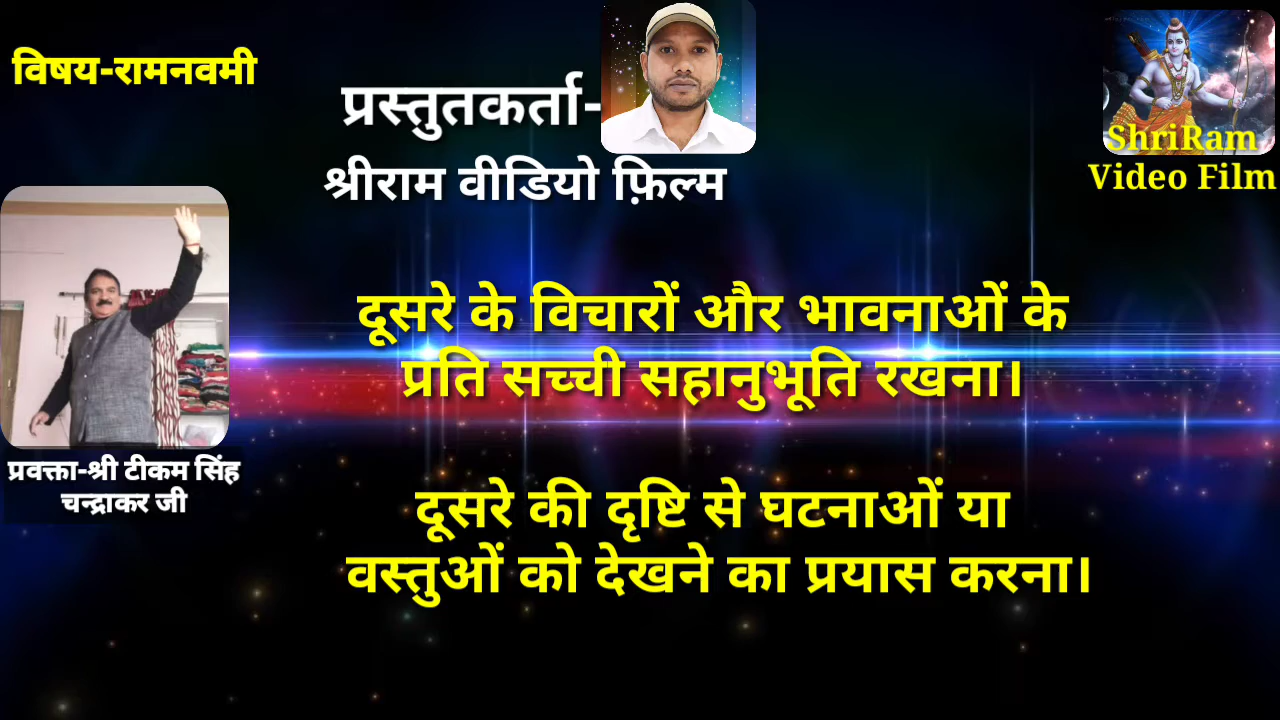 विषय-रामनवमी
प्रस्तुतकर्ता-
श्रीराम वीडियो फ़िल्म
ShriRam
Video Film
दूसरे के विचारों और भावनाओं के
प्रति सच्ची सहानुभूति रखना।
प्रवक्ता-श्री टीकम सिंह
चन्द्राकर जी
दूसरे की दृष्टि से घटनाओं या
वस्तुओं को देखने का प्रयास करना।